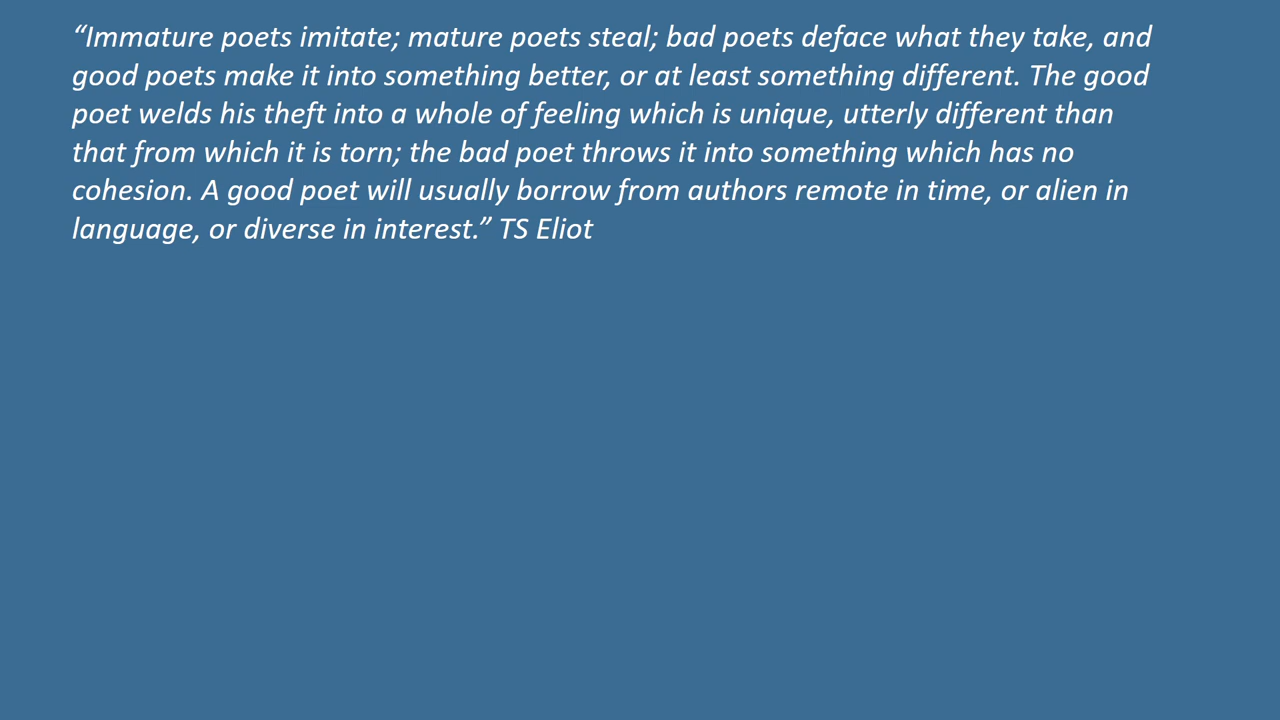 “Immature poets imitate; mature poets steal; bad poets deface what they take, and
good poets make it into something better, or at least something different. The good
poet welds his theft into a whole of feeling which is unique, utterly different than
that from which it is torn; the bad poet throws it into something which has no
cohesion. A good poet will usually borrow from authors remote in time, or alien in
language, or diverse in interest.” TS Eliot